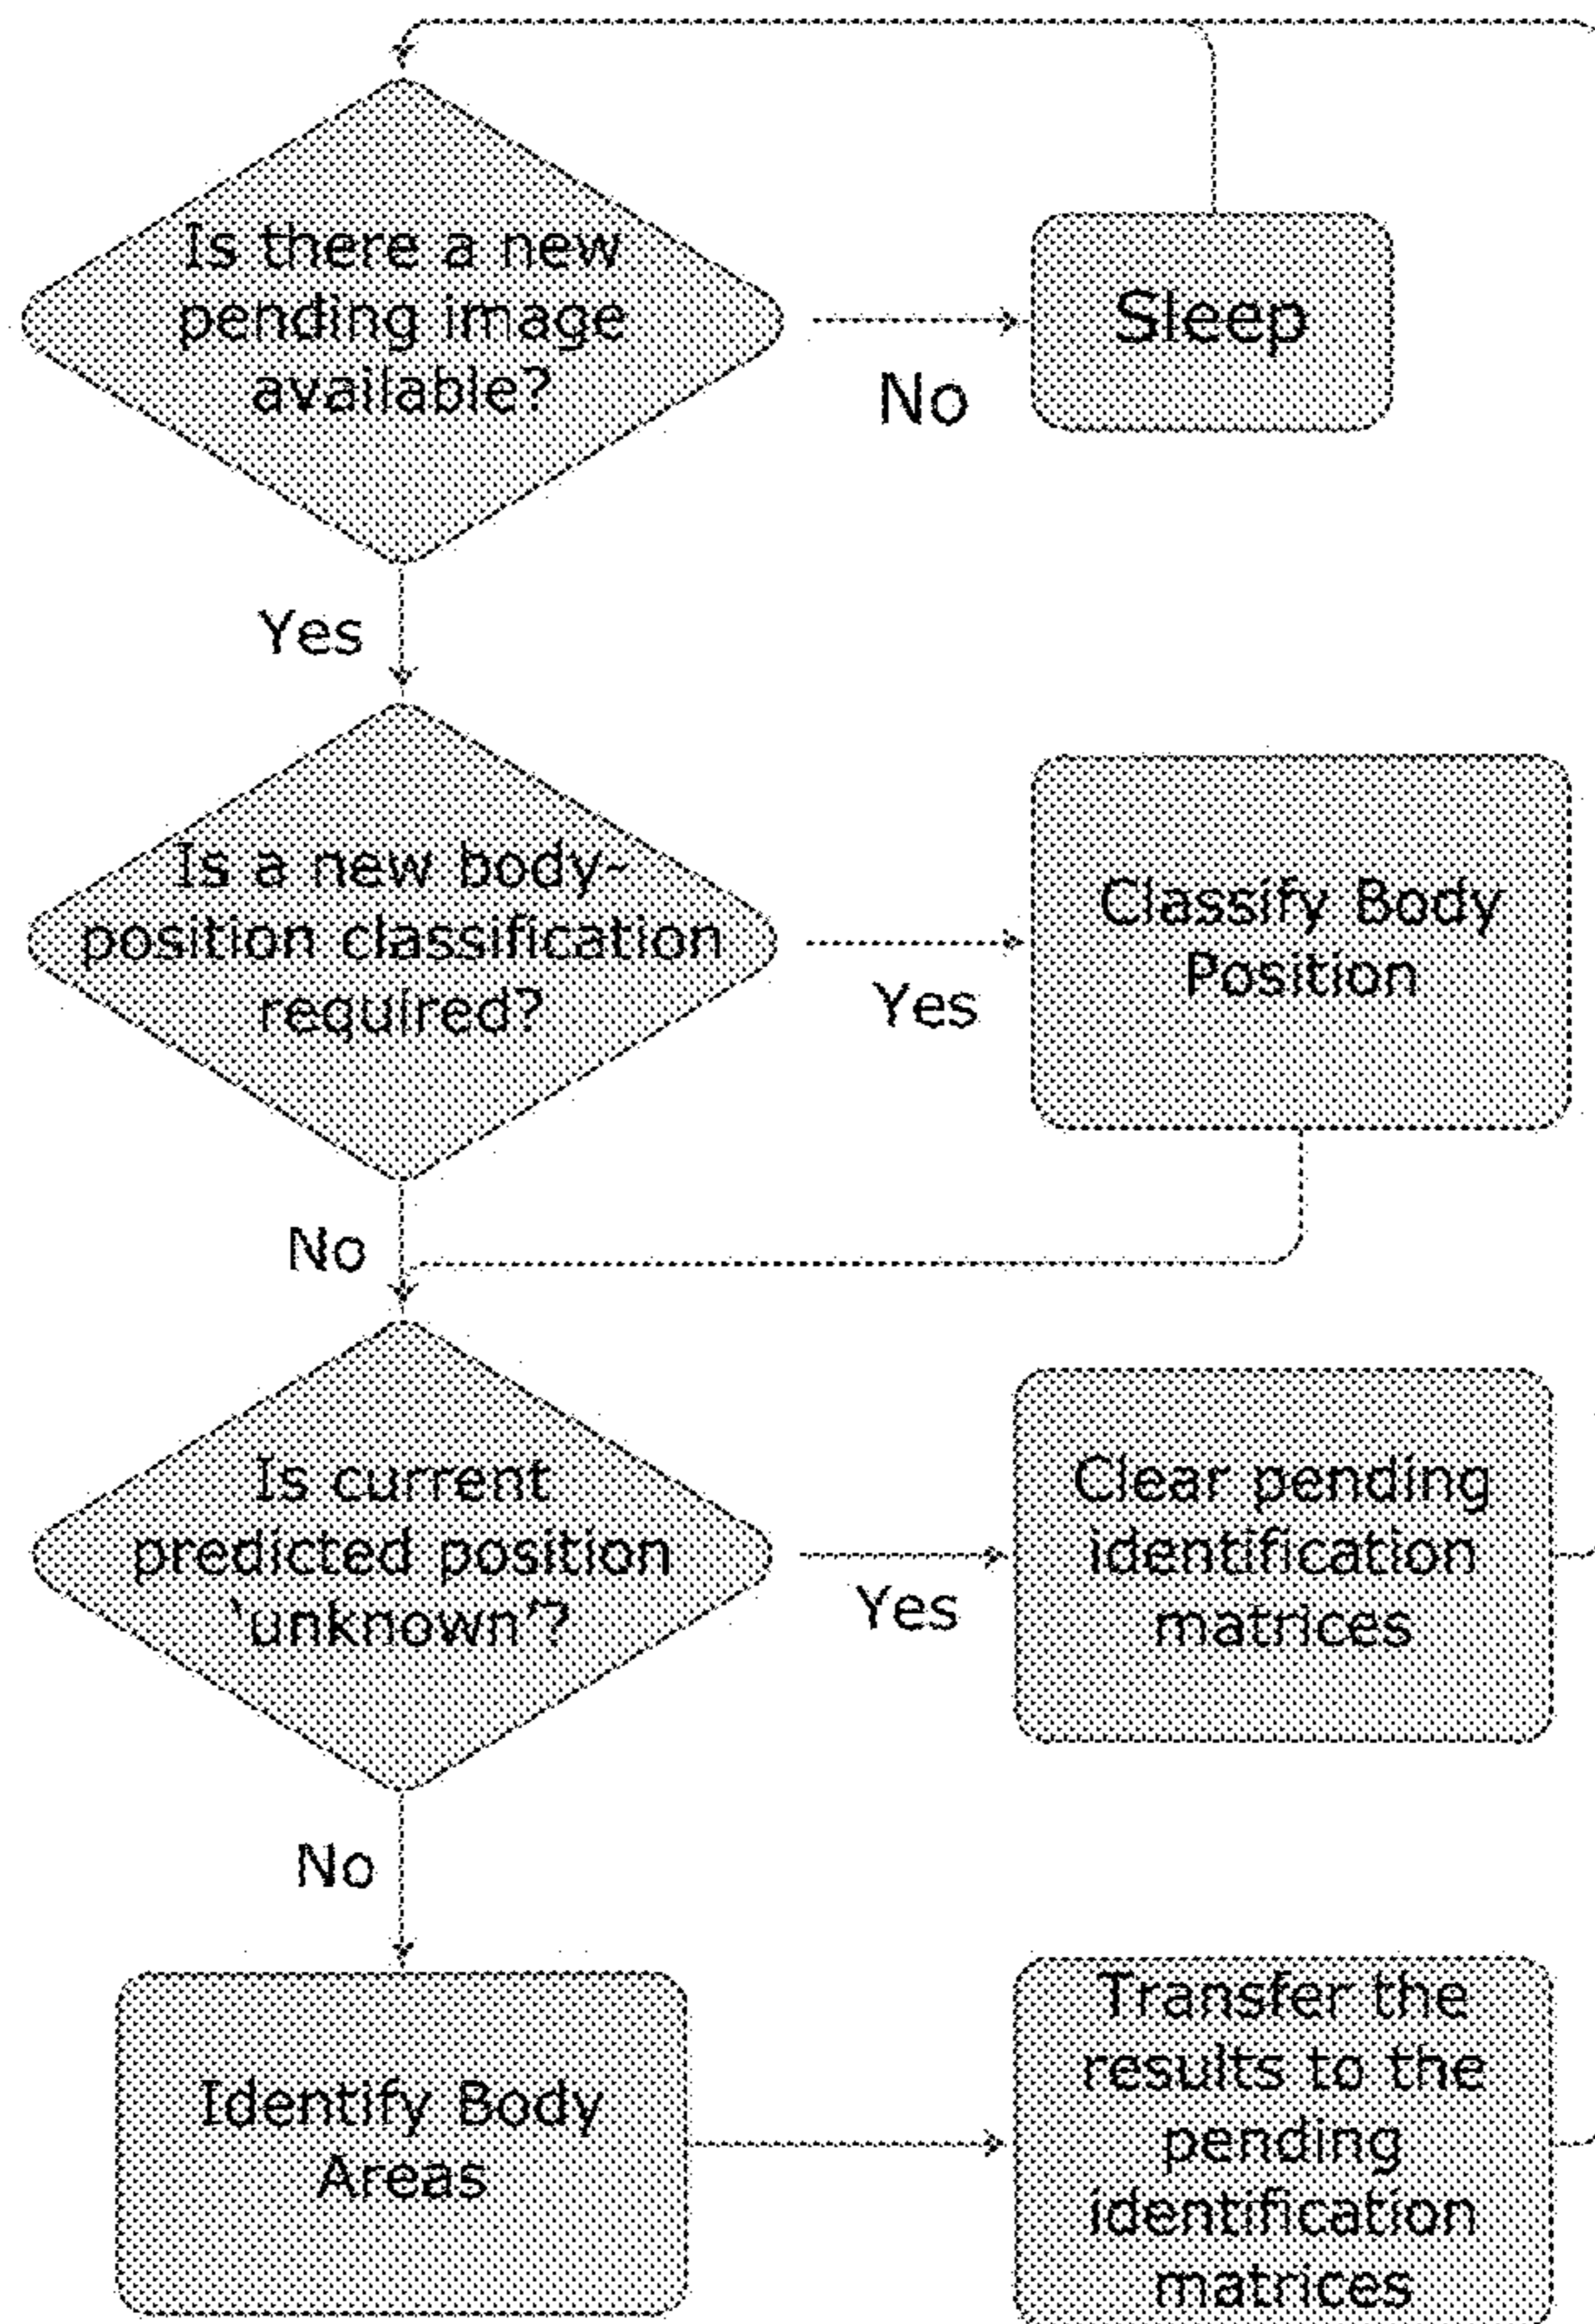 Is there a new
pending image
available?
No
Sleep
Yes
Is a new body-
position classification
required?
Yes
Classify Body
Position
No
Is current
predicted position
'unknown'?
Yes
Clear pending
identification
matrices
No
Identify Body
Areas
Transfer the
results to the
pending
identification
matrices